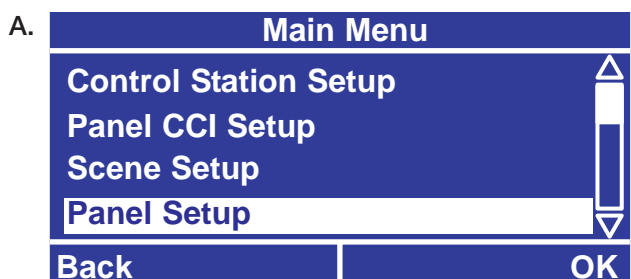 A.
Main Menu
Control Station Setup
Panel CCI Setup
Scene Setup
Panel Setup
Back OK